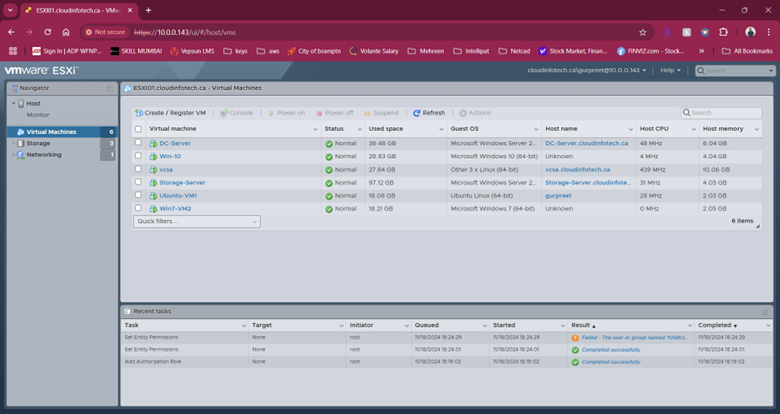 ESXI01.cloudinfotech.ca - VMw
Not secure https://10.0.0.143/ui/#/host/vms
Sign In | ADP WFNP... SKILL MUMBAI Vepsun LMS keys aws City of bramptn Volante Salary Mehreen Intellipat Netcad Stock Market, Finan... FINVIZ.com - Stock... » All Bookmarks
vmware ESXi™ cloudinfotech.ca\gurpreet@10.0.0.143 Help Search
Navigator
Host
Monitor
Virtual Machines 6
Storage 3
Networking 1
ESXI01.cloudinfotech.ca - Virtual Machines
Create / Register VM Console Power on Power off Suspend Refresh Actions Search
Virtual machine Status Used space Guest OS Host name Host CPU Host memory
DC-Server Normal 36.48 GB Microsoft Windows Server 2... DC-Server.cloudinfotech.ca 48 MHz 6.04 GB
Win-10 Normal 28.83 GB Microsoft Windows 10 (64-bit) Unknown 4 MHz 4.04 GB
vcsa Normal 27.64 GB Other 3.x Linux (64-bit) vcsa.cloudinfotech.ca 439 MHz 10.06 GB
Storage-Server Normal 97.12 GB Microsoft Windows Server 2... Storage-Server.cloudinfote... 31 MHz 4.05 GB
Ubuntu-VM1 Normal 18.08 GB Ubuntu Linux (64-bit) gurpreet 28 MHz 2.03 GB
Win7-VM2 Normal 18.21 GB Microsoft Windows 7 (64-bit) Unknown 0 MHz 2.05 GB
Quick filters... 6 items
Recent tasks
Task Target Initiator Queued Started Result ▲ Completed ▼
Set Entity Permissions None root 11/18/2024 18:24:29 11/18/2024 18:24:29 Failed - The user or group named 11/18/2024 18:24:29
Set Entity Permissions None root 11/18/2024 18:24:01 11/18/2024 18:24:01 Completed successfully 11/18/2024 18:24:01
Add Authorization Role None root 11/18/2024 18:19:02 11/18/2024 18:19:02 Completed successfully 11/18/2024 18:19:02